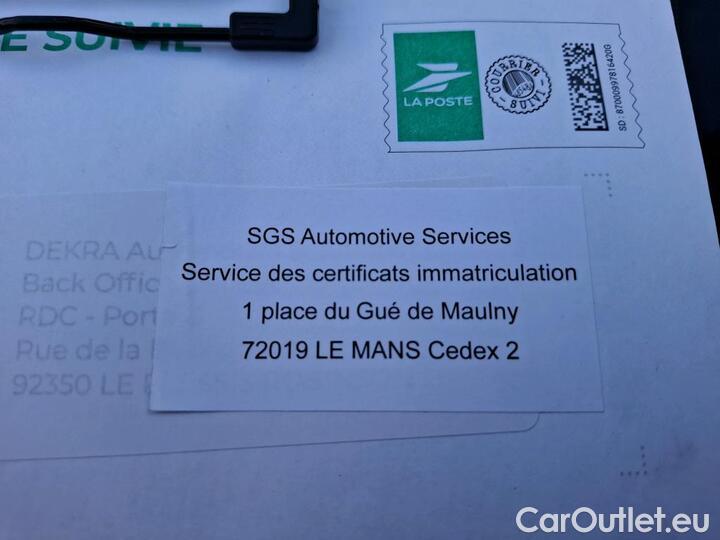 E SUIVIE
LA POSTE
COURRIER SUIVI
SD : 87000997816420G
SGS Automotive Services
Service des certificats immatriculation
1 place du Gué de Maulny
72019 LE MANS Cedex 2
DEKRA Au
Back Offic
RDC - Port
Rue de la
92350 LE
CarOutlet.eu